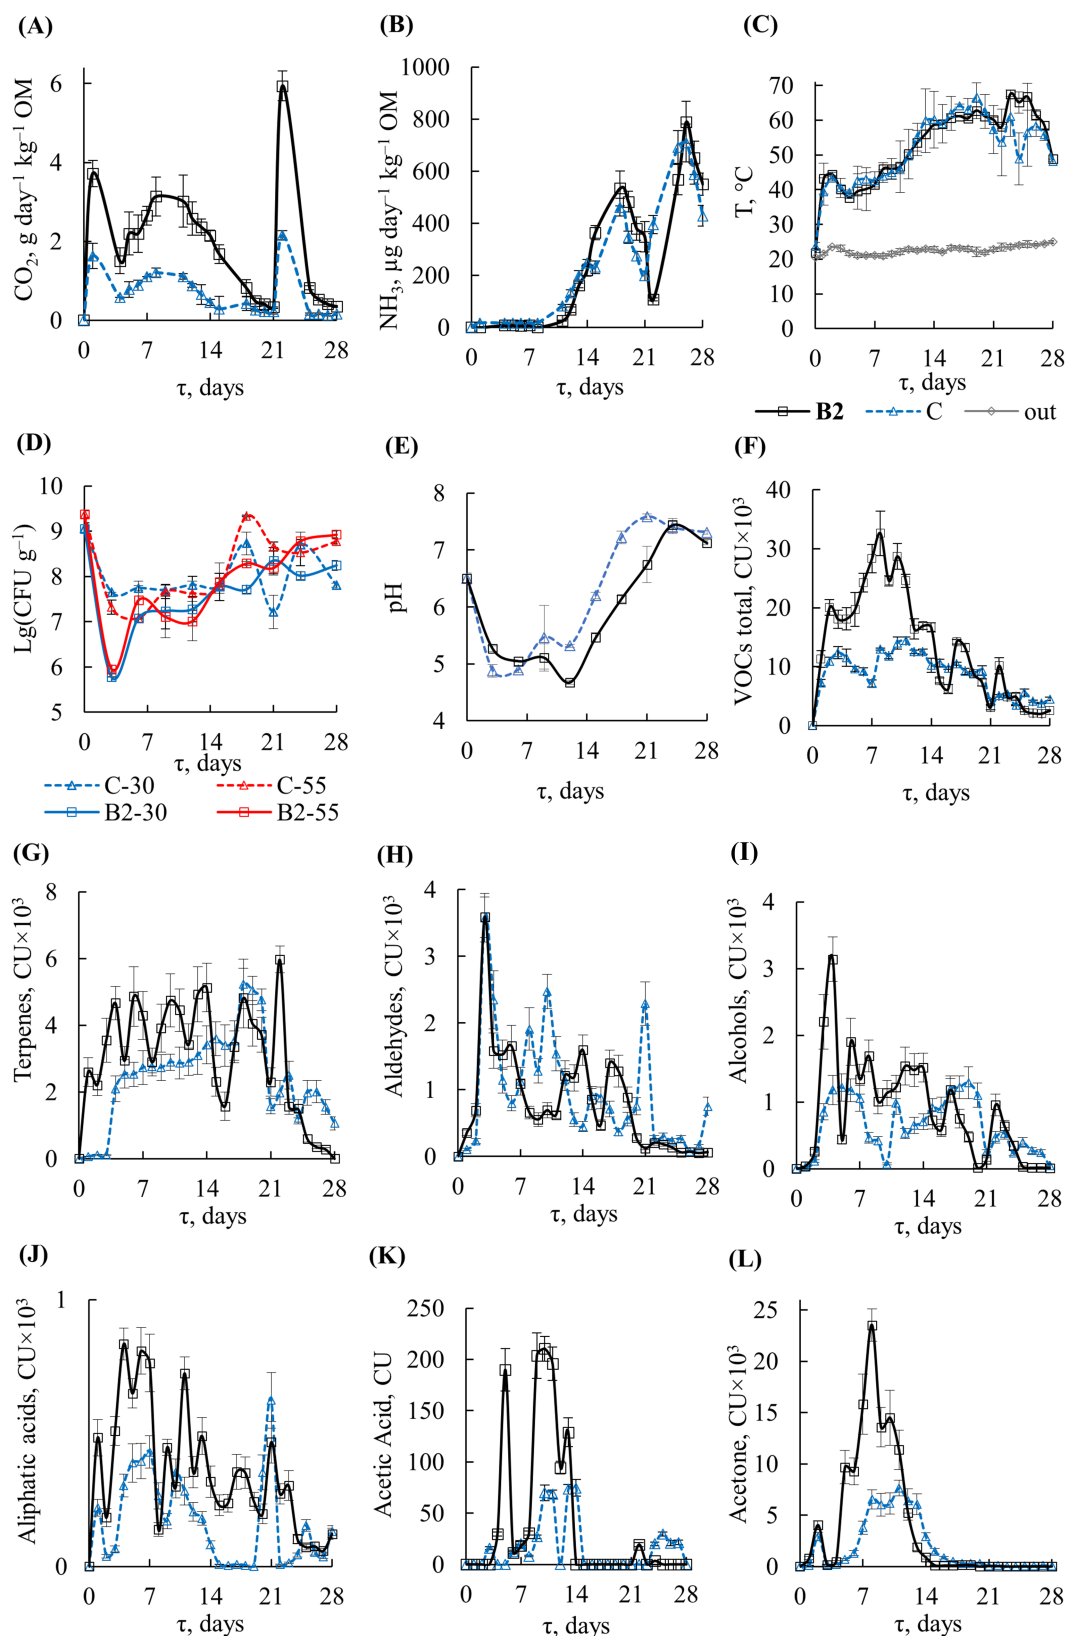 (A)
CO₂, g day⁻¹ kg⁻¹ OM
6
4
2
0
0 7 14 21 28
τ, days
(B)
NH₃, µg day⁻¹ kg⁻¹ OM
1000
800
600
400
200
0
0 7 14 21 28
τ, days
(C)
T, °C
70
60
50
40
30
20
10
0
0 7 14 21 28
τ, days
B2 C out
(D)
Lg(CFU g⁻¹)
10
9
8
7
6
5
0 7 14 21 28
τ, days
C-30 C-55
B2-30 B2-55
(E)
pH
8
7
6
5
4
0 7 14 21 28
τ, days
(F)
VOCs total, CU×10³
40
30
20
10
0
0 7 14 21 28
τ, days
(G)
Terpenes, CU×10³
8
6
4
2
0
0 7 14 21 28
τ, days
(H)
Aldehydes, CU×10³
4
3
2
1
0
0 7 14 21 28
τ, days
(I)
Alcohols, CU×10³
4
3
2
1
0
0 7 14 21 28
τ, days
(J)
Aliphatic acids, CU×10³
1
0
0 7 14 21 28
τ, days
(K)
Acetic Acid, CU
250
200
150
100
50
0
0 7 14 21 28
τ, days
(L)
Acetone, CU×10³
25
20
15
10
5
0
0 7 14 21 28
τ, days